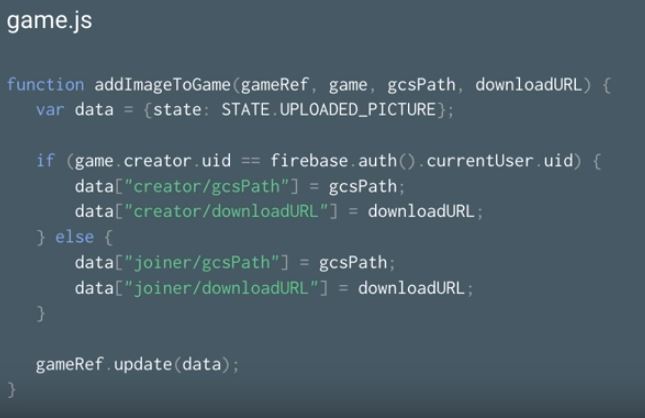 game.js
function addImageToGame(gameRef, game, gcsPath, downloadURL) {
var data = {state: STATE.UPLOADED_PICTURE};
if (game.creator.uid == firebase.auth().currentUser.uid) {
data["creator/gcsPath"] = gcsPath;
data["creator/downloadURL"] = downloadURL;
} else {
data["joiner/gcsPath"] = gcsPath;
data["joiner/downloadURL"] = downloadURL;
}
gameRef.update(data);
}